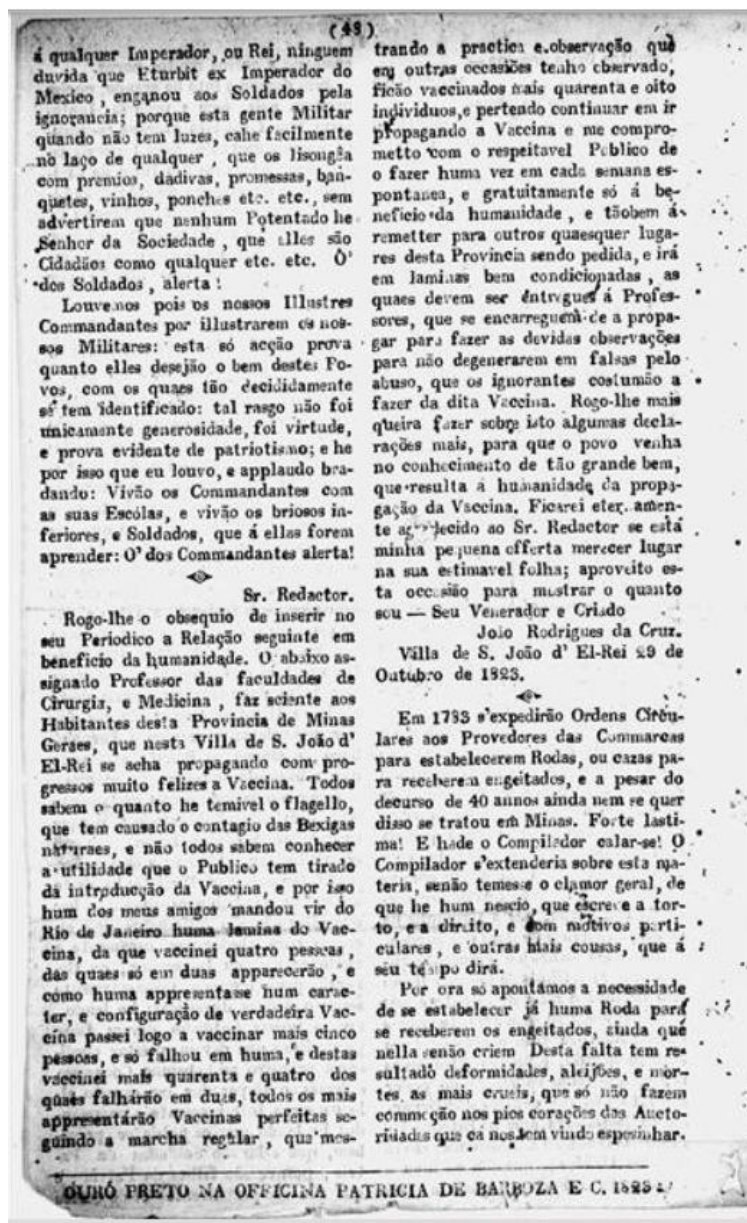 (48)
á qualquer Imperador, ou Rei, ninguem
duvida que Eturbit ex Imperador do
Mexico, enganou aos Soldados pela
ignorancia; porque esta gente Militar
quando não tem luzes, cahe facilmente
no laço de qualquer, que os lisongêa
com premios, dadivas, promessas, ban-
quetes, vinhos, ponches etc. etc., sem
advertirem que nenhum Potentado he
Senhor da Sociedade, que elles são
Cidadãos como qualquer etc. etc. O'
dos Soldados, alerta!
Louvemos pois os nossos Illustres
Commandantes por illustrarem os nos-
sos Militares: esta só acção prova
quanto elles desejão o bem destes Po-
vos, com os quaes tão decididamente
se tem identificado: tal rasgo não foi
unicamente generosidade, foi virtude,
e prova evidente de patriotismo; e he
por isso que eu louvo, e applaudo bra-
dando: Vivão os Commandantes com
as suas Escólas, e vivão os briosos in-
feriores, e Soldados, que á ellas forem
aprender: O' dos Commandantes alerta!
Sr. Redactor.
Rogo-lhe o obsequio de inserir no
seu Periodico a Relação seguinte em
beneficio da humanidade. O abaixo as-
signado Professor das faculdades de
Cirurgia, e Medicina, faz sciente aos
Habitantes desta Provincia de Minas
Geraes, que nesta Villa de S. João d'
El-Rei se acha propagando com pro-
gressos muito felizes a Vaccina. Todos
sabem o quanto he temivel o flagello,
que tem causado o contagio das Bexigas
naturaes, e não todos sabem conhecer
a utilidade que o Publico tem tirado
da introducção da Vaccina, e por isso
hum dos meus amigos mandou vir do
Rio de Janeiro huma lamina do Vac-
cina, da que vaccinei quatro pessoas,
das quaes só em duas apparecerão, e
como huma appresentasse hum carac-
ter, e configuração de verdadeira Vac-
cina passei logo a vaccinar mais cinco
pessoas, e só falhou em huma, e destas
vaccinei mais quarenta e quatro dos
quaes falhárão em duas, todos os mais
appresentárão Vaccinas perfeitas se-
guindo a marcha regular, que mos-
trando a practica e observação que
em outras occasiões tenho observado,
ficão vaccinados mais quarenta e oito
individuos, e pertendo continuar em ir
propagando a Vaccina e me compro-
metto com o respeitavel Publico de
o fazer huma vez em cada semana es-
pontanea, e gratuitamente só á be-
neficio da humanidade, e tãobem á
remetter para outros quaesquer luga-
res desta Provincia sendo pedida, e irá
em laminas bem condicionadas, as
quaes devem ser entregues á Profes-
sores, que se encarreguem de a propa-
gar para fazer as devidas observações
para não degenerarem em falsas pelo
abuso, que os ignorantes costumão a
fazer da dita Vaccina. Rogo-lhe mais
queira fazer sobre isto algumas decla-
rações mais, para que o povo venha
no conhecimento de tão grande bem,
que resulta á humanidade da propa-
gação da Vaccina. Ficarei eternamen-
te agradecido ao Sr. Redactor se está
minha pequena offerta merecer lugar
na sua estimavel folha; aproveito es-
ta occasião para mostrar o quanto
sou — Seu Venerador e Criado
João Rodrigues da Cruz.
Villa de S. João d' El-Rei 29 de
Outubro de 1823.
Em 1783 s'expedirão Ordens Circu-
lares aos Provedores das Commarcas
para estabelecerem Rodas, ou cazas pa-
ra receberem engeitados, e a pesar do
decurso de 40 annos ainda nem se quer
disso se tratou em Minas. Forte lasti-
ma! E hade o Compilador calar-se! O
Compilador s'extenderia sobre esta ma-
teria, senão temesse o clamor geral, de
que he hum nescio, que escreve a tor-
to, e a direito, e com motivos parti-
culares, e outras mais cousas, que á
seu tempo dirá.
Por ora só apontámos a necessidade
de se estabelecer já huma Roda para
se receberem os engeitados, ainda que
nella senão criem Desta falta tem re-
sultado deformidades, aleijões, e mor-
tes as mais crueis, que só não fazem
commoção nos pios corações das Aucto-
ridades que cá nos tem vindo espesinhar.
OURO PRETO NA OFFICINA PATRICIA DE BARBOZA E C. 1823